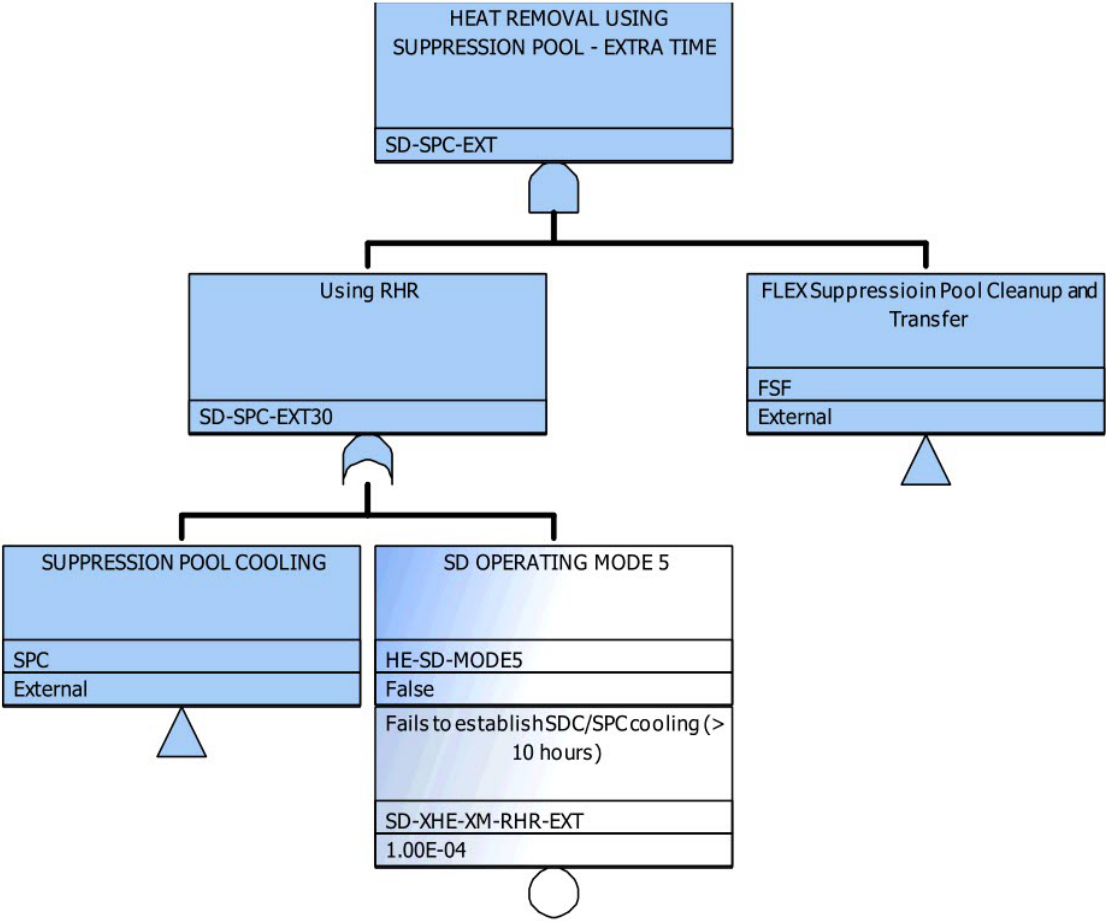 HEAT REMOVAL USING
SUPPRESSION POOL - EXTRA TIME
SD-SPC-EXT
Using RHR
SD-SPC-EXT30
FLEX Suppressioin Pool Cleanup and
Transfer
FSF
External
SUPPRESSION POOL COOLING
SPC
External
SD OPERATING MODE 5
HE-SD-MODE5
False
Fails to establish SDC/SPC cooling (>
10 hours)
SD-XHE-XM-RHR-EXT
1.00E-04